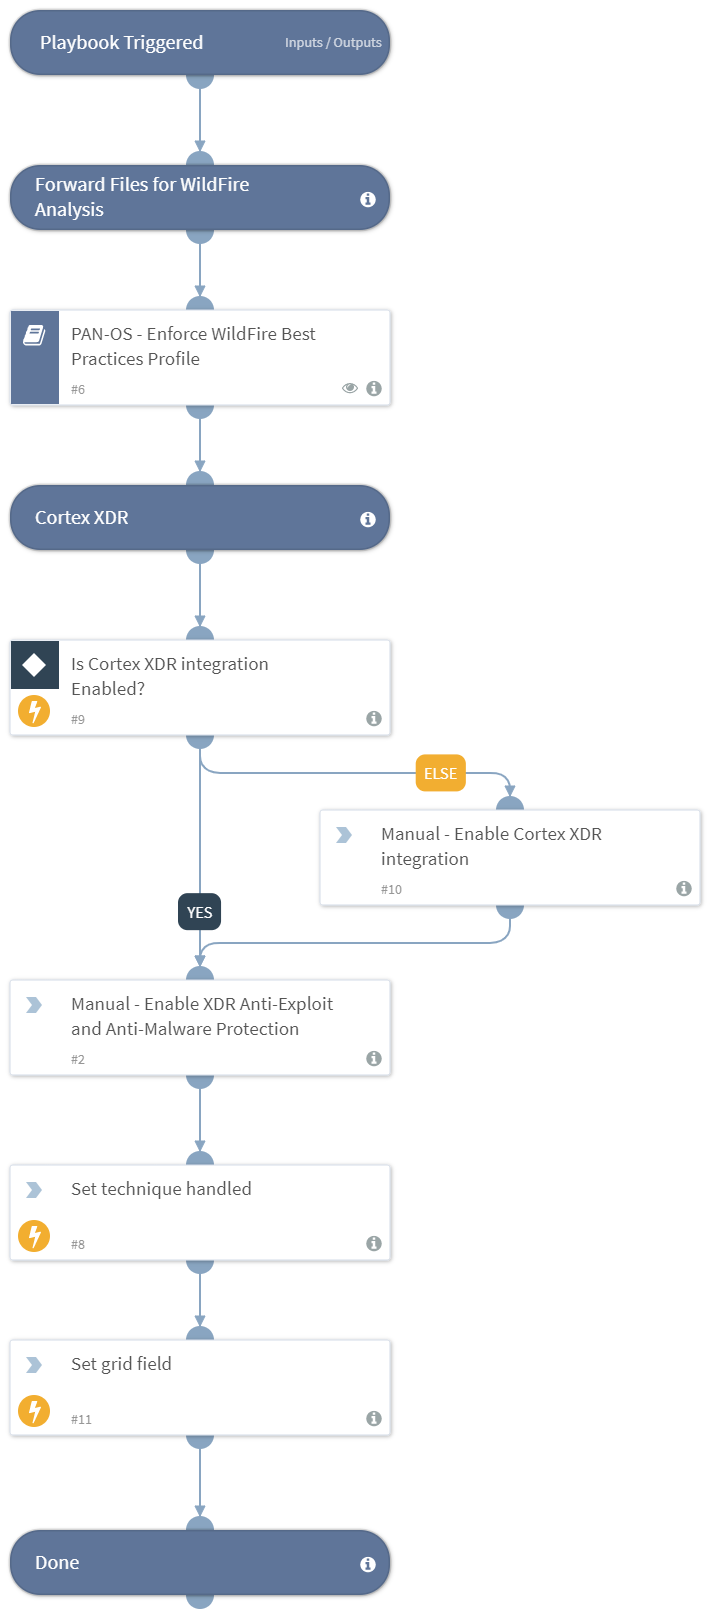 Playbook Triggered
Inputs / Outputs
Forward Files for WildFire
Analysis
PAN-OS - Enforce WildFire Best
Practices Profile
#6
Cortex XDR
Is Cortex XDR integration
Enabled?
#9
ELSE
Manual - Enable Cortex XDR
integration
#10
YES
Manual - Enable XDR Anti-Exploit
and Anti-Malware Protection
#2
Set technique handled
#8
Set grid field
#11
Done